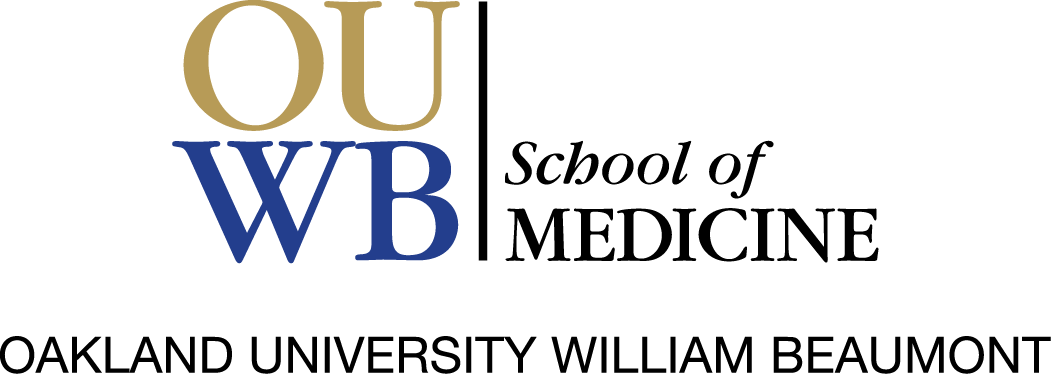 OU
WB
School of
MEDICINE
OAKLAND UNIVERSITY WILLIAM BEAUMONT